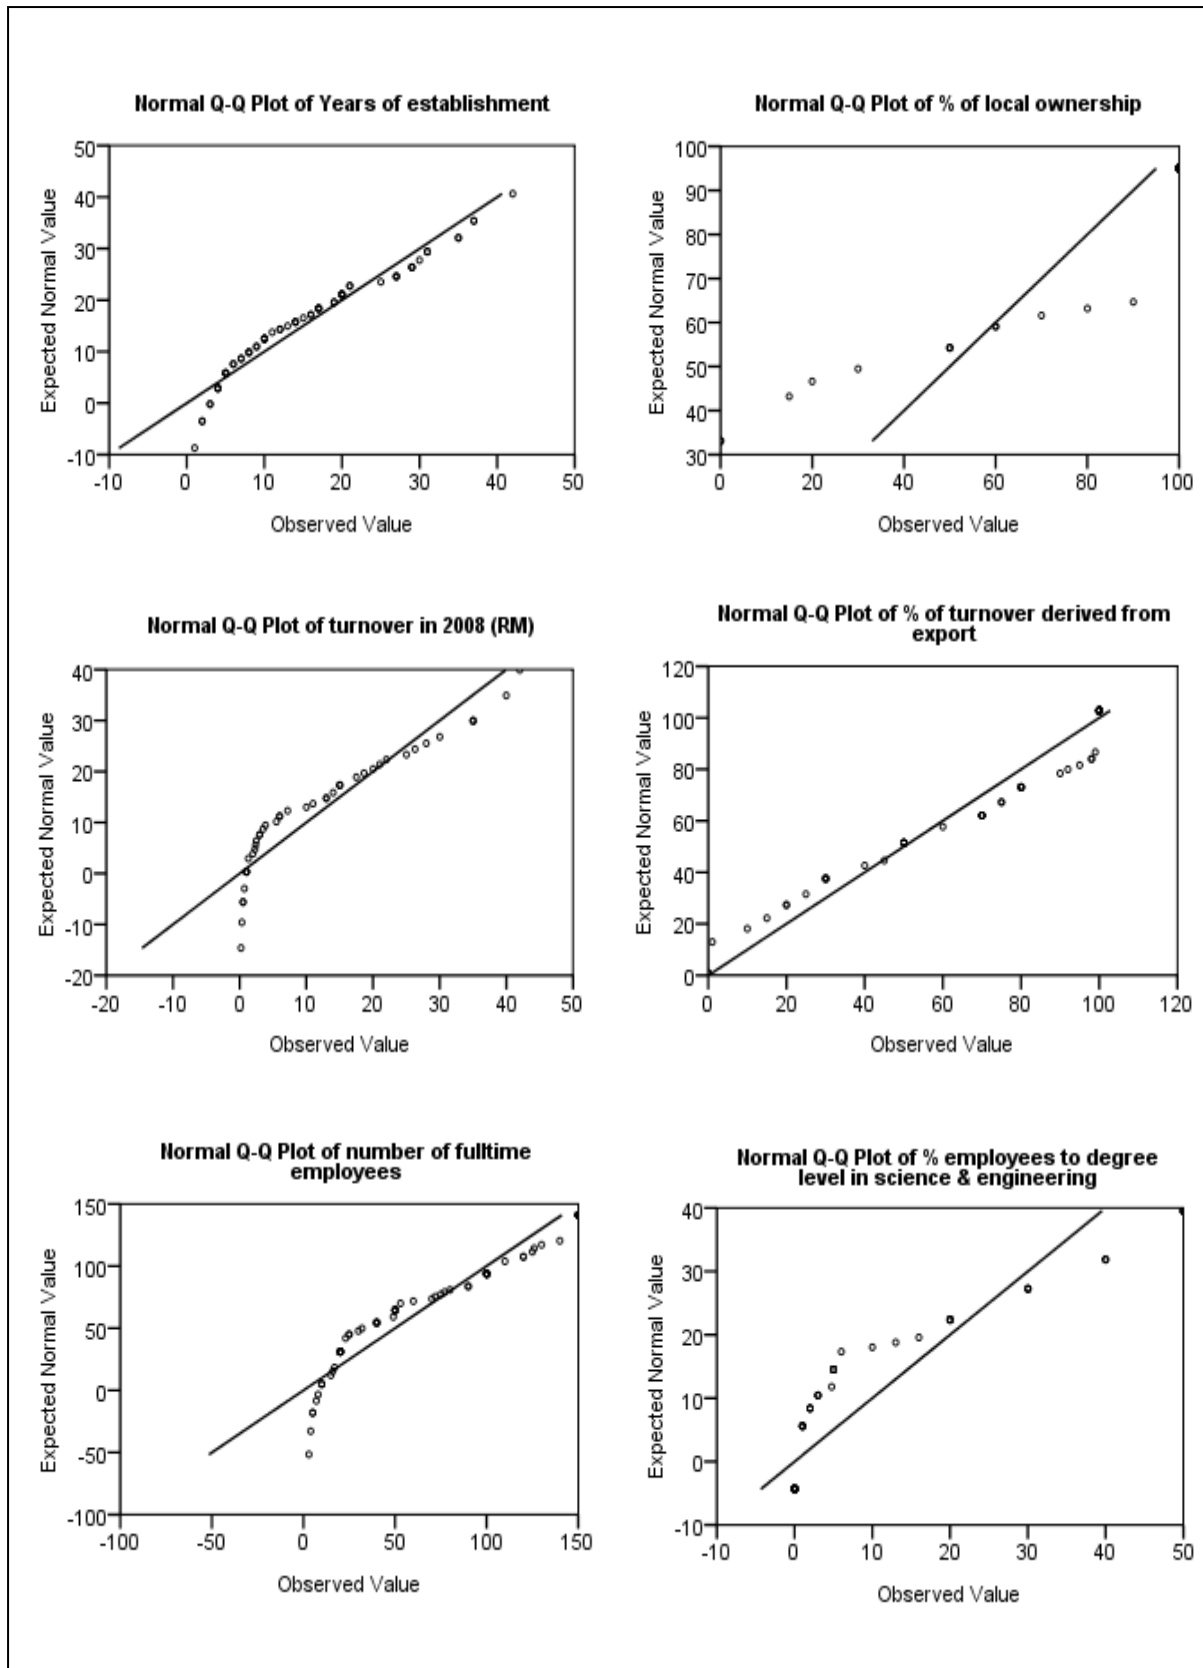 Normal Q-Q Plot of Years of establishment
50
40
30
20
10
0
-10
Expected Normal Value
-10 0 10 20 30 40 50
Observed Value
Normal Q-Q Plot of % of local ownership
100
90
80
70
60
50
40
30
Expected Normal Value
0 20 40 60 80 100
Observed Value
Normal Q-Q Plot of turnover in 2008 (RM)
40
30
20
10
0
-10
-20
Expected Normal Value
-20 -10 0 10 20 30 40 50
Observed Value
Normal Q-Q Plot of % of turnover derived from
export
120
100
80
60
40
20
0
Expected Normal Value
0 20 40 60 80 100 120
Observed Value
Normal Q-Q Plot of number of fulltime
employees
150
100
50
0
-50
-100
Expected Normal Value
-100 -50 0 50 100 150
Observed Value
Normal Q-Q Plot of % employees to degree
level in science & engineering
40
30
20
10
0
-10
Expected Normal Value
-10 0 10 20 30 40 50
Observed Value